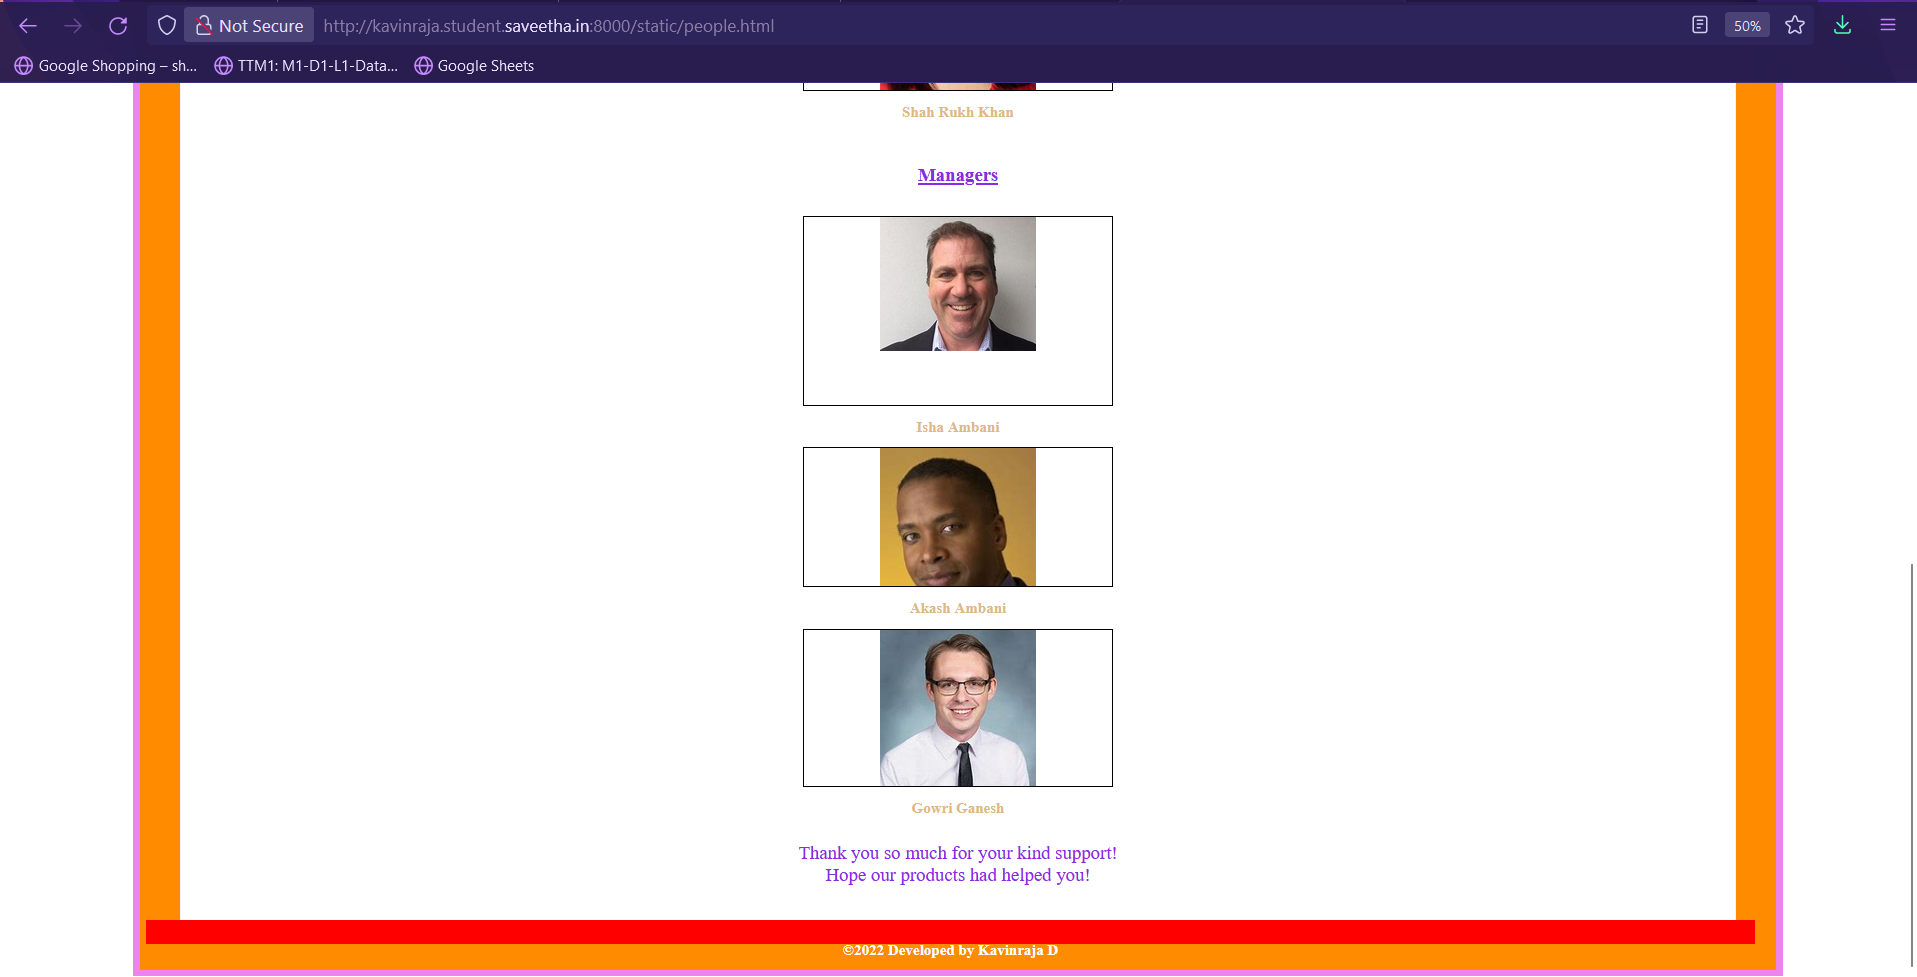 Not Secure http://kavinraja.student.saveetha.in:8000/static/people.html 50%
Google Shopping – sh... TTM1: M1-D1-L1-Data... Google Sheets
Shah Rukh Khan
Managers
Isha Ambani
Akash Ambani
Gowri Ganesh
Thank you so much for your kind support!
Hope our products had helped you!
©2022 Developed by Kavinraja D